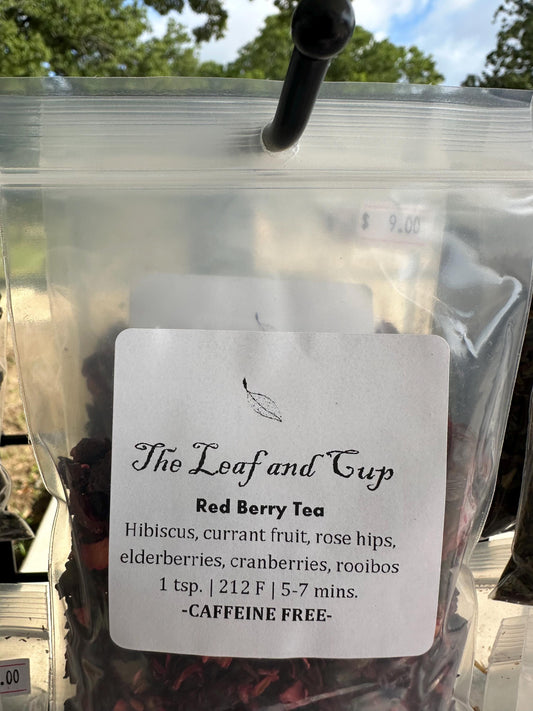 $ 9.00
The Leaf and Cup
Red Berry Tea
Hibiscus, currant fruit, rose hips,
elderberries, cranberries, rooibos
1 tsp. | 212 F | 5-7 mins.
-CAFFEINE FREE-
.00